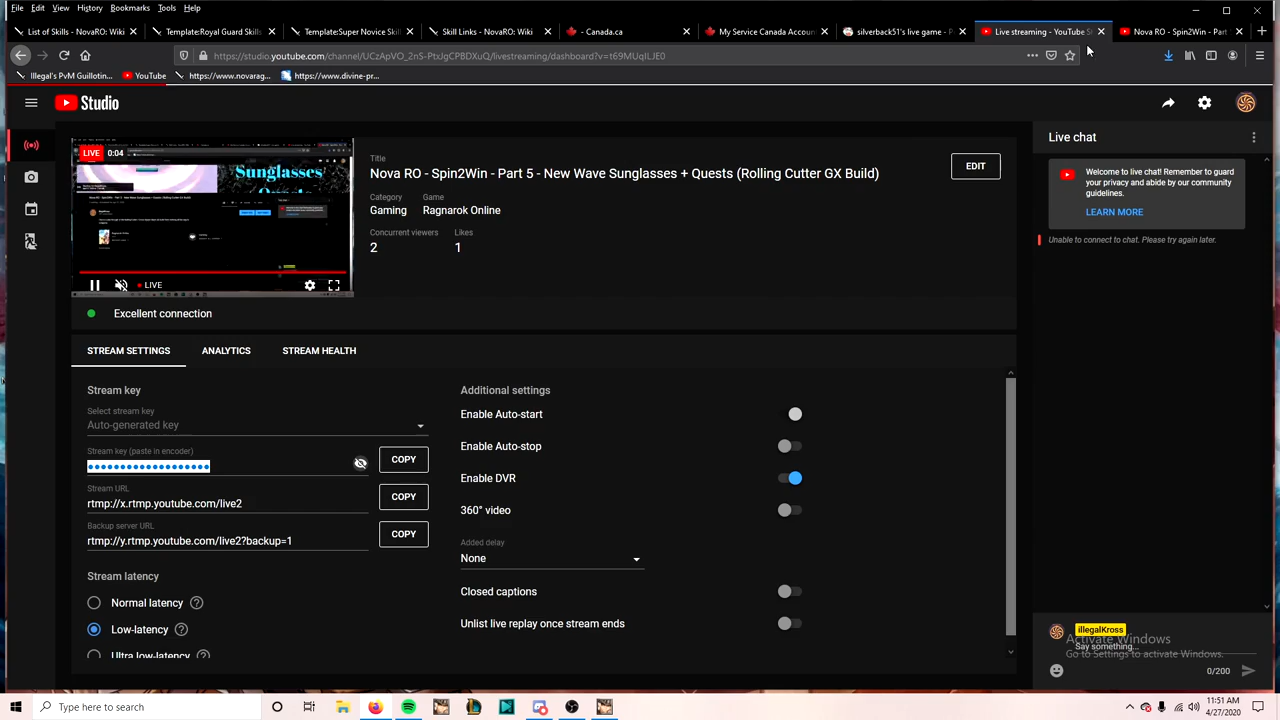 File Edit View History Bookmarks Tools Help
List of Skills - NovaRO: Wiki
Template:Royal Guard Skills
Template:Super Novice Skill
Skill Links - NovaRO: Wiki
- Canada.ca
My Service Canada Account
silverback51's live game - P
Live streaming - YouTube S
Nova RO - Spin2Win - Part
https://studio.youtube.com/channel/UCzApVO_2nS-PtxJgCPBDXuQ/livestreaming/dashboard?v=t69MUqILJE0
Illegal's PvM Guillotin...
YouTube
https://www.novarag...
https://www.divine-pr...
Studio
LIVE 0:04
Sunglasses
LIVE
Title
Nova RO - Spin2Win - Part 5 - New Wave Sunglasses + Quests (Rolling Cutter GX Build)
EDIT
Category Game
Gaming Ragnarok Online
Concurrent viewers Likes
2 1
Live chat
Welcome to live chat! Remember to guard
your privacy and abide by our community
guidelines.
LEARN MORE
Unable to connect to chat. Please try again later.
Excellent connection
STREAM SETTINGS ANALYTICS STREAM HEALTH
Stream key
Select stream key
Auto-generated key
Stream key (paste in encoder)
COPY
Stream URL
rtmp://x.rtmp.youtube.com/live2
COPY
Backup server URL
rtmp://y.rtmp.youtube.com/live2?backup=1
COPY
Stream latency
Normal latency
Low-latency
Ultra low-latency
Additional settings
Enable Auto-start
Enable Auto-stop
Enable DVR
360° video
Added delay
None
Closed captions
Unlist live replay once stream ends
illegalKross
Say something...
Activate Windows
Go to Settings to activate Windows.
0/200
Type here to search
11:51 AM
4/27/2020